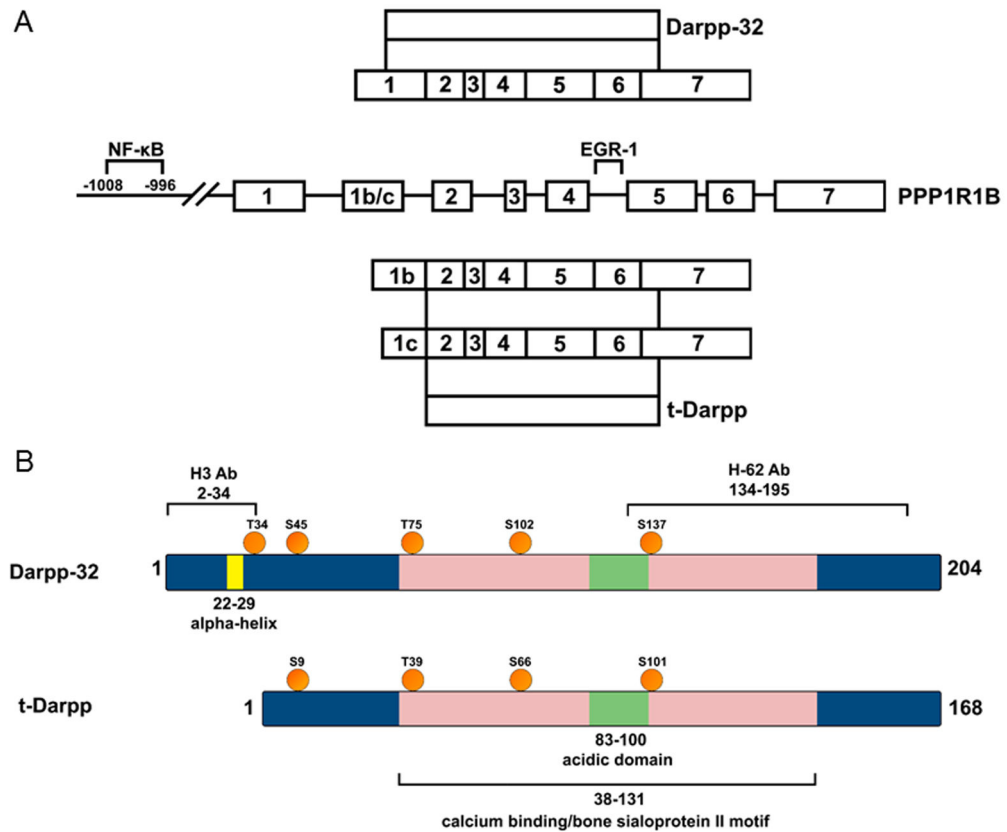 A
Darpp-32
1 2 3 4 5 6 7
NF-κB
EGR-1
-1008 -996
1 1b/c 2 3 4 5 6 7 PPP1R1B
1b 2 3 4 5 6 7
1c 2 3 4 5 6 7
t-Darpp
B
H3 Ab
2-34
H-62 Ab
134-195
T34 S45 T75 S102 S137
Darpp-32 1 204
22-29
alpha-helix
S9 T39 S66 S101
t-Darpp 1 168
83-100
acidic domain
38-131
calcium binding/bone sialoprotein II motif